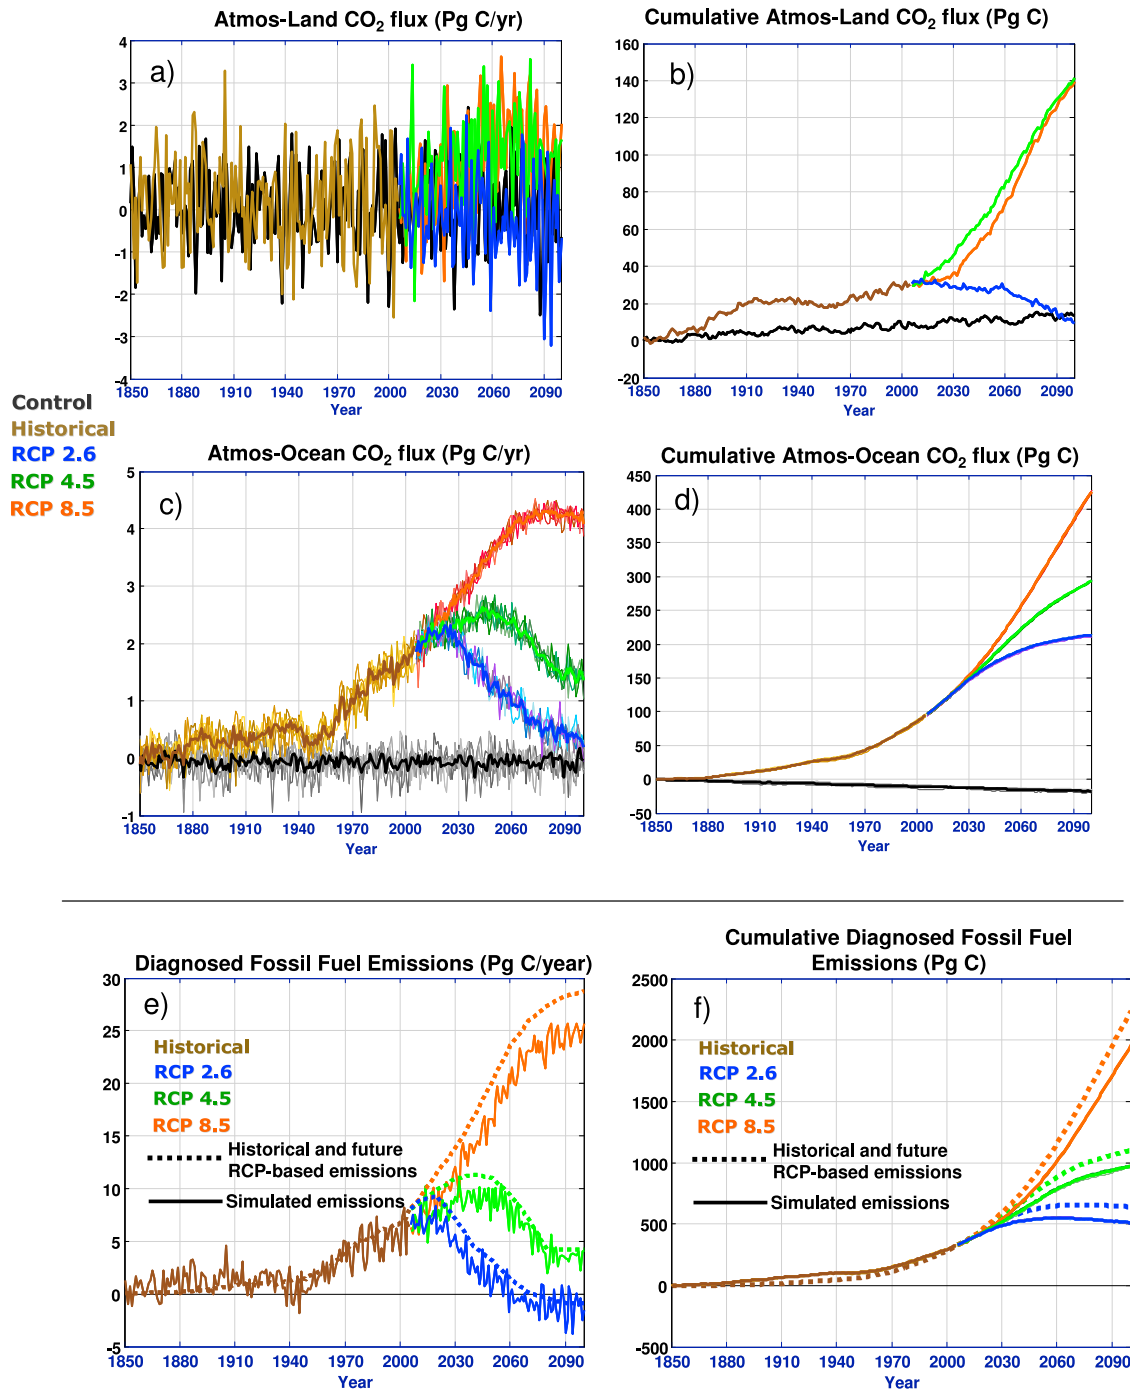 Atmos-Land CO₂ flux (Pg C/yr)
a)
4
3
2
1
0
-1
-2
-3
-4
1850 1880 1910 1940 1970 2000 2030 2060 2090
Year
Cumulative Atmos-Land CO₂ flux (Pg C)
b)
160
140
120
100
80
60
40
20
0
-20
1850 1880 1910 1940 1970 2000 2030 2060 2090
Year
Control
Historical
RCP 2.6
RCP 4.5
RCP 8.5
Atmos-Ocean CO₂ flux (Pg C/yr)
c)
5
4
3
2
1
0
-1
1850 1880 1910 1940 1970 2000 2030 2060 2090
Year
Cumulative Atmos-Ocean CO₂ flux (Pg C)
d)
450
400
350
300
250
200
150
100
50
0
-50
1850 1880 1910 1940 1970 2000 2030 2060 2090
Year
Diagnosed Fossil Fuel Emissions (Pg C/year)
e)
30
25
20
15
10
5
0
-5
Historical
RCP 2.6
RCP 4.5
RCP 8.5
Historical and future
RCP-based emissions
Simulated emissions
1850 1880 1910 1940 1970 2000 2030 2060 2090
Year
Cumulative Diagnosed Fossil Fuel
Emissions (Pg C)
f)
2500
2000
1500
1000
500
0
-500
Historical
RCP 2.6
RCP 4.5
RCP 8.5
Historical and future
RCP-based emissions
Simulated emissions
1850 1880 1910 1940 1970 2000 2030 2060 2090
Year